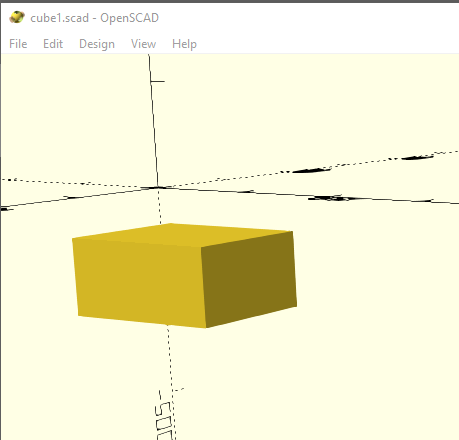 cube1.scad - OpenSCAD
File Edit Design View Help